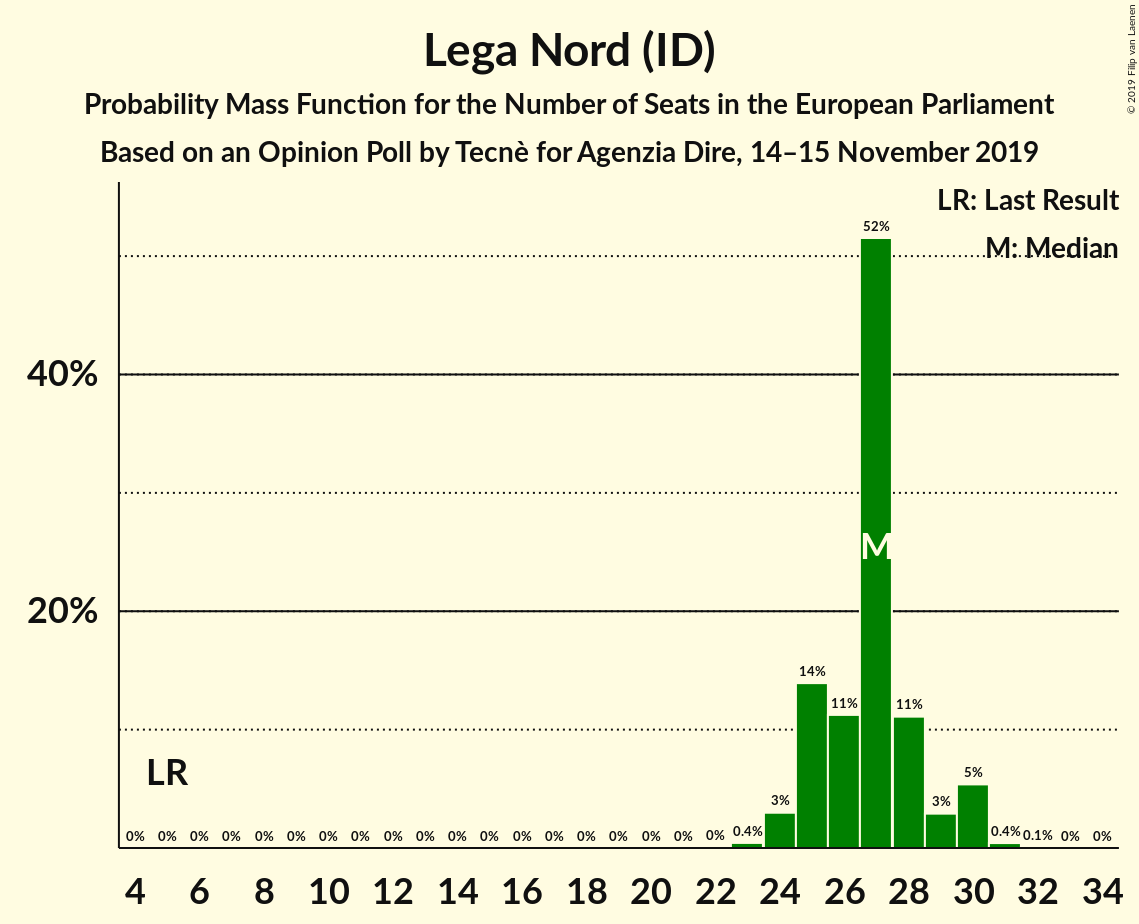 Lega Nord (ID)
Probability Mass Function for the Number of Seats in the European Parliament
Based on an Opinion Poll by Tecnè for Agenzia Dire, 14–15 November 2019
© 2019 Filip van Laenen
LR: Last Result
M: Median
52%
40%
M
20%
14%
11%
11%
LR
3%
3%
5%
0% 0% 0% 0% 0% 0% 0% 0% 0% 0% 0% 0% 0% 0% 0% 0% 0% 0% 0% 0.4% 0.4% 0.1% 0% 0%
4 6 8 10 12 14 16 18 20 22 24 26 28 30 32 34